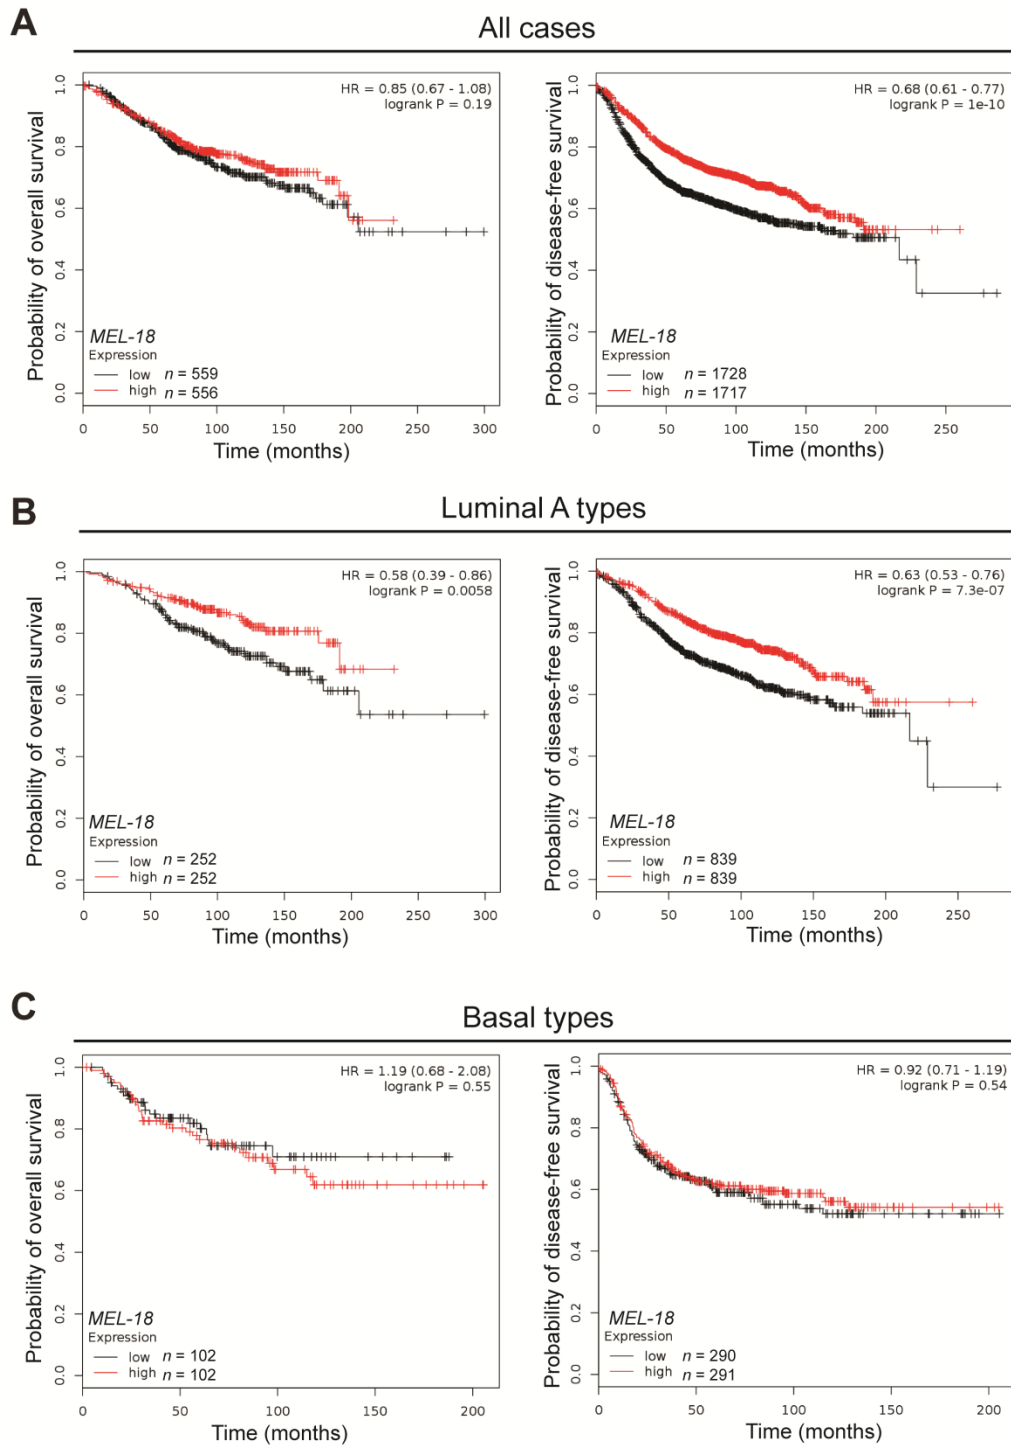 A
All cases
Probability of overall survival
1.0
0.8
0.6
0.4
0.2
0.0
HR = 0.85 (0.67 - 1.08)
logrank P = 0.19
MEL-18
Expression
low n = 559
high n = 556
0 50 100 150 200 250 300
Time (months)
Probability of disease-free survival
1.0
0.8
0.6
0.4
0.2
0.0
HR = 0.68 (0.61 - 0.77)
logrank P = 1e-10
MEL-18
Expression
low n = 1728
high n = 1717
0 50 100 150 200 250
Time (months)
B
Luminal A types
Probability of overall survival
1.0
0.8
0.6
0.4
0.2
0.0
HR = 0.58 (0.39 - 0.86)
logrank P = 0.0058
MEL-18
Expression
low n = 252
high n = 252
0 50 100 150 200 250 300
Time (months)
Probability of disease-free survival
1.0
0.8
0.6
0.4
0.2
0.0
HR = 0.63 (0.53 - 0.76)
logrank P = 7.3e-07
MEL-18
Expression
low n = 839
high n = 839
0 50 100 150 200 250
Time (months)
C
Basal types
Probability of overall survival
1.0
0.8
0.6
0.4
0.2
0.0
HR = 1.19 (0.68 - 2.08)
logrank P = 0.55
MEL-18
Expression
low n = 102
high n = 102
0 50 100 150 200
Time (months)
Probability of disease-free survival
1.0
0.8
0.6
0.4
0.2
0.0
HR = 0.92 (0.71 - 1.19)
logrank P = 0.54
MEL-18
Expression
low n = 290
high n = 291
0 50 100 150 200
Time (months)